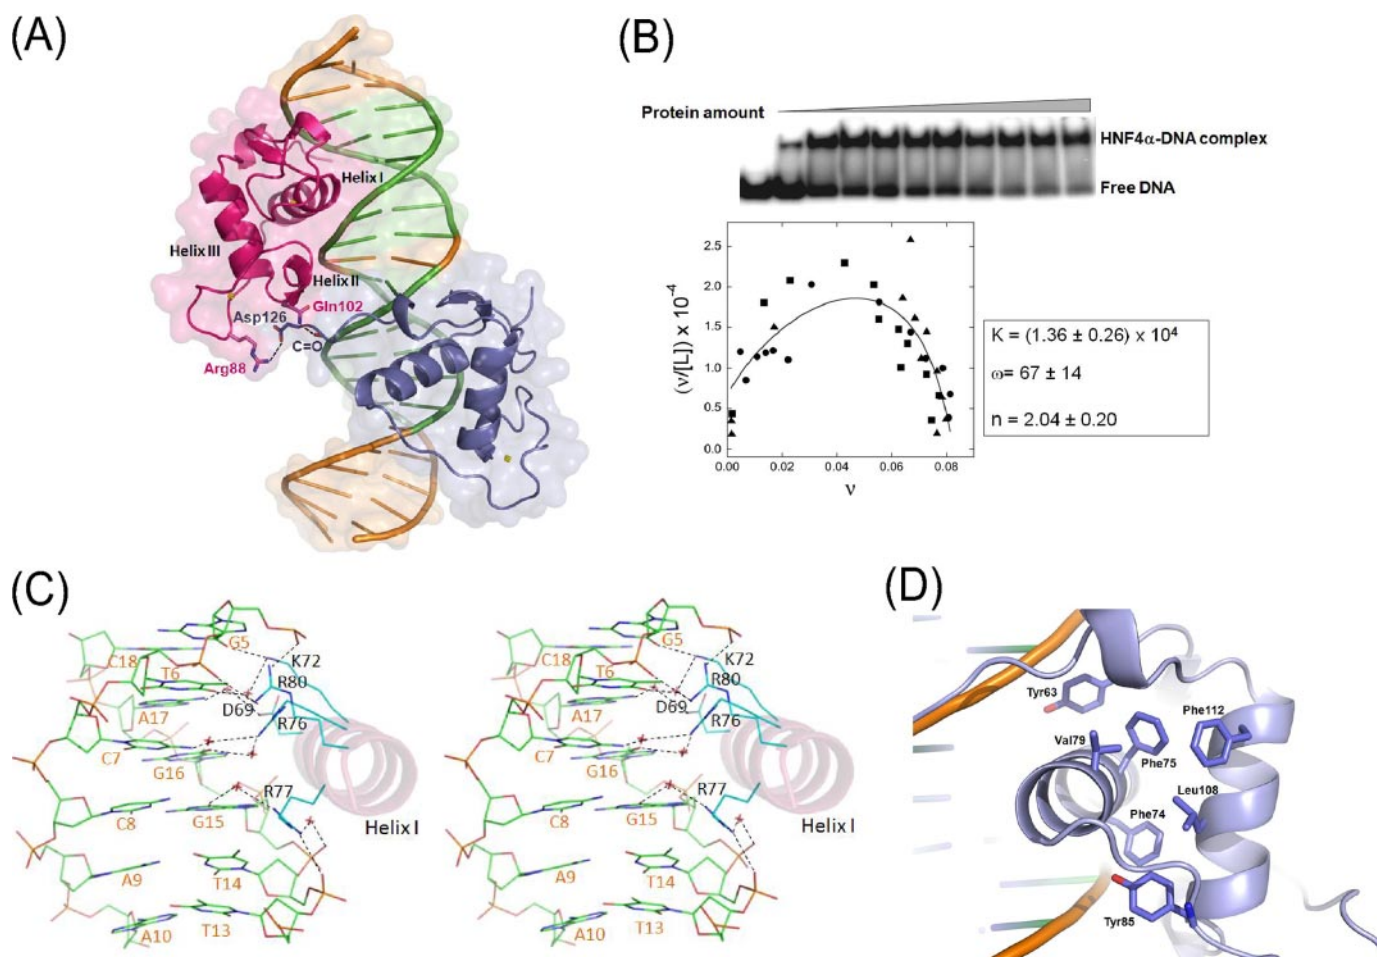 (A)
Helix I
Helix III
Helix II
Gln102
Asp126
C=O
Arg88
(B)
Protein amount
HNF4α-DNA complex
Free DNA
2.5
2.0
1.5
1.0
0.5
0.0
(ν/[L]) x 10⁻⁴
0.00 0.02 0.04 0.06 0.08
ν
K = (1.36 ± 0.26) x 10⁴
ω= 67 ± 14
n = 2.04 ± 0.20
(C)
G5
K72
C18
T6
R80
D69
A17
R76
C7
G16
R77
C8
G15
Helix I
A9
T14
A10
T13
G5
K72
C18
T6
R80
D69
A17
R76
C7
G16
R77
C8
G15
Helix I
A9
T14
A10
T13
(D)
Tyr63
Phe112
Val79
Phe75
Leu108
Phe74
Tyr85